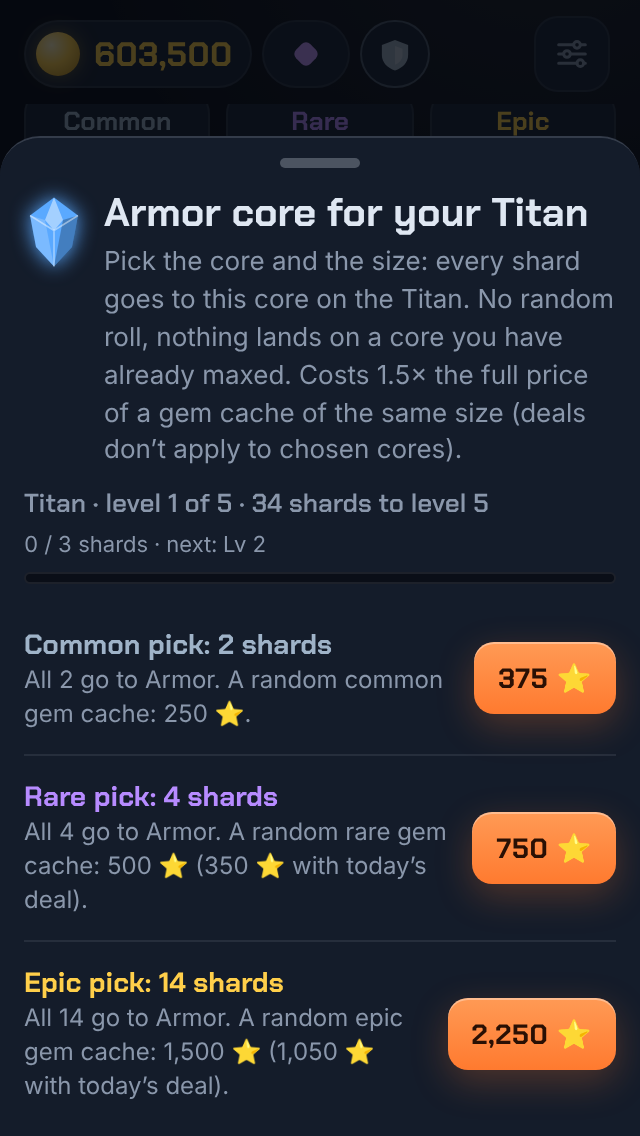 603,500
Common Rare Epic
Armor core for your Titan
Pick the core and the size: every shard
goes to this core on the Titan. No random
roll, nothing lands on a core you have
already maxed. Costs 1.5× the full price
of a gem cache of the same size (deals
don’t apply to chosen cores).
Titan · level 1 of 5 · 34 shards to level 5
0 / 3 shards · next: Lv 2
Common pick: 2 shards
All 2 go to Armor. A random common
gem cache: 250 ⭐.
375 ⭐
Rare pick: 4 shards
All 4 go to Armor. A random rare gem
cache: 500 ⭐ (350 ⭐ with today’s
deal).
750 ⭐
Epic pick: 14 shards
All 14 go to Armor. A random epic
gem cache: 1,500 ⭐ (1,050 ⭐
with today’s deal).
2,250 ⭐